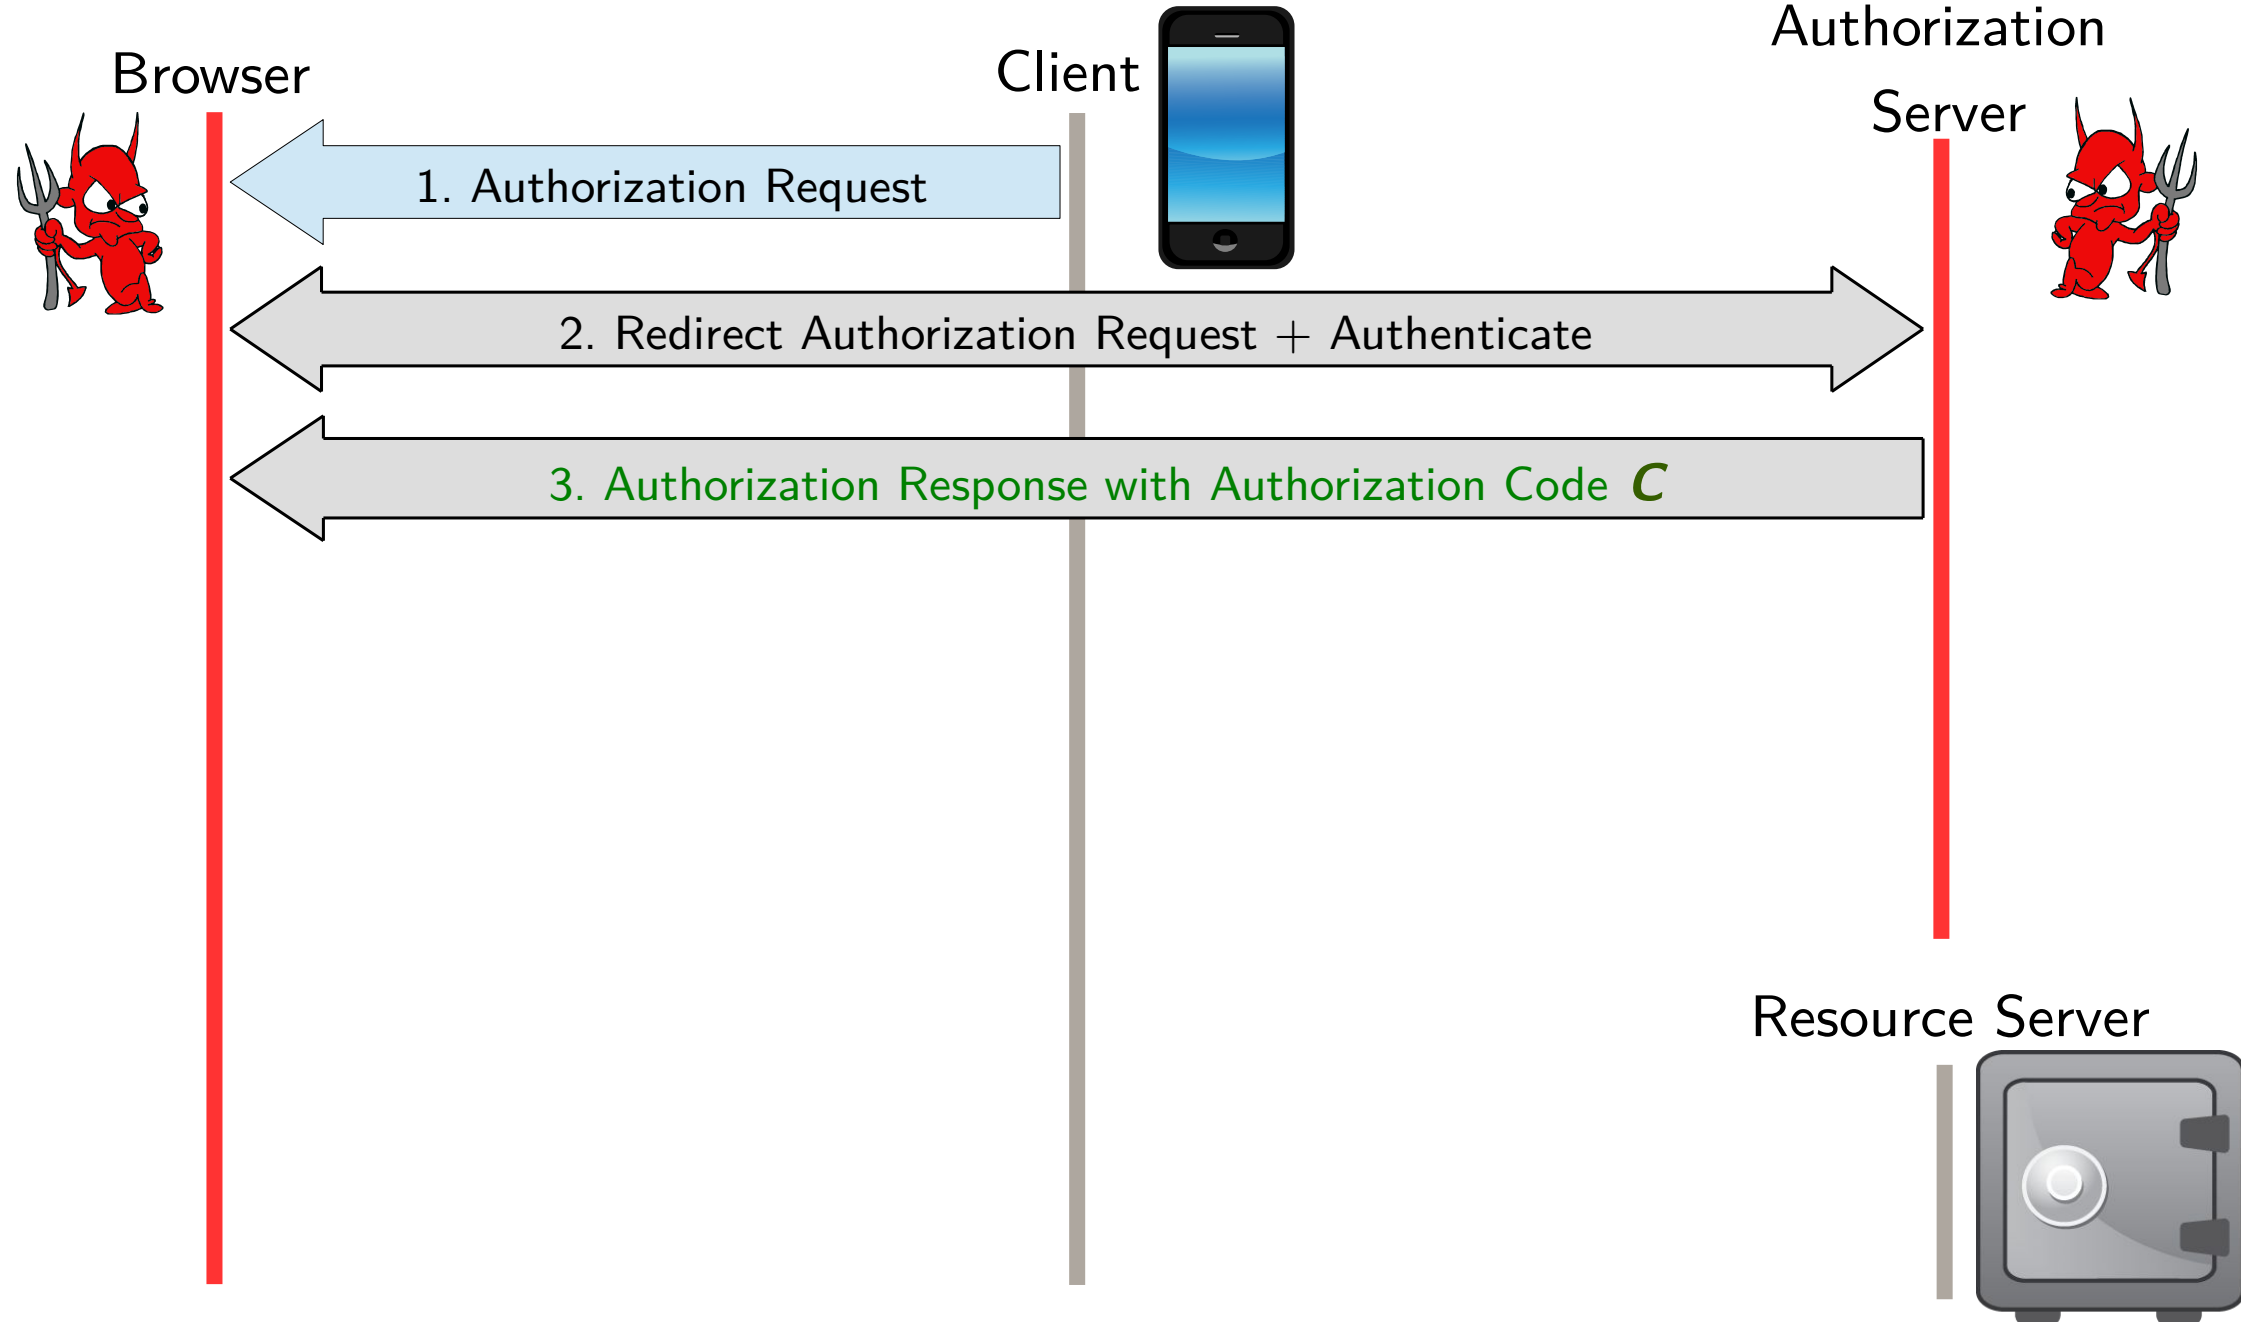 Browser
Client
Authorization
Server
1. Authorization Request
2. Redirect Authorization Request + Authenticate
3. Authorization Response with Authorization Code C
Resource Server